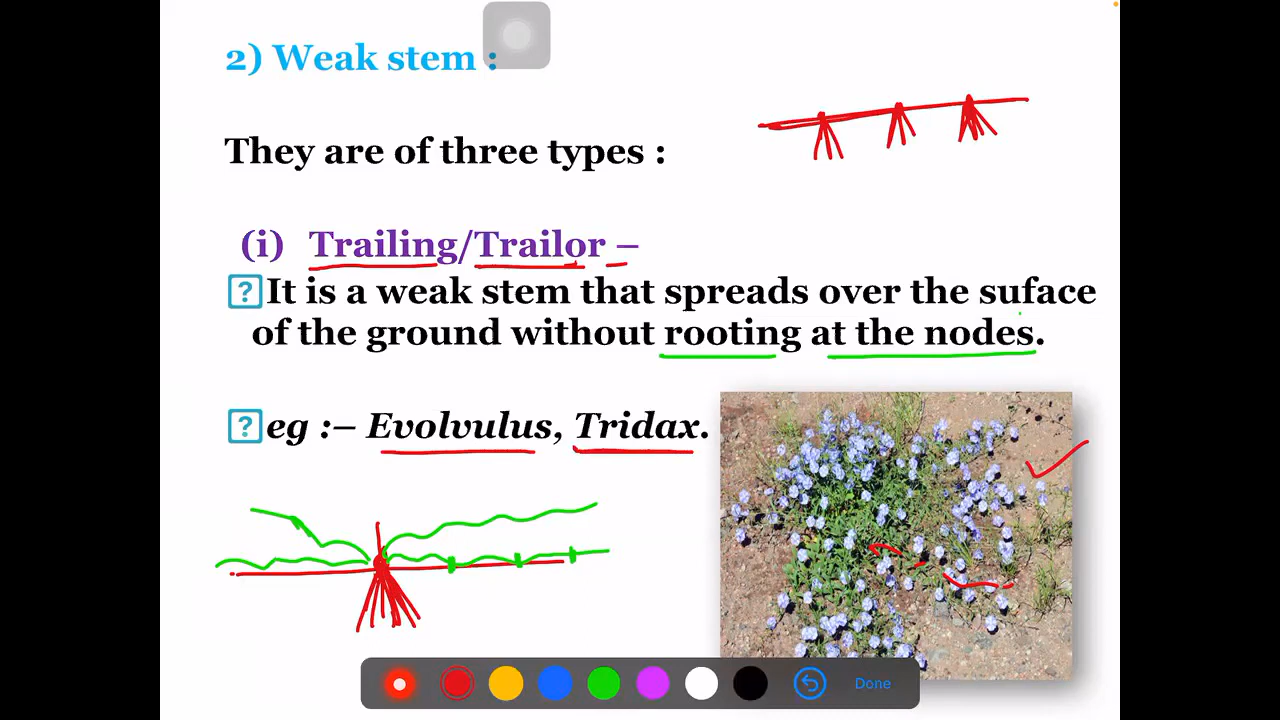 2) Weak stem :
They are of three types :
(i) Trailing/Trailor –
? It is a weak stem that spreads over the suface
of the ground without rooting at the nodes.
? eg :– Evolvulus, Tridax.
Done